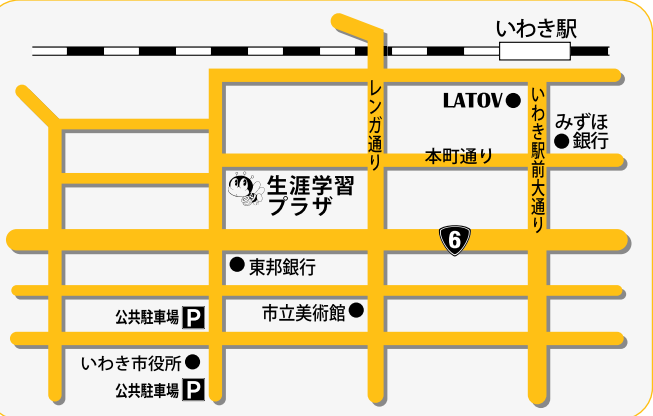 いわき駅
レンガ通り
LATOV
いわき駅前大通り
みずほ
銀行
本町通り
生涯学習
プラザ
6
東邦銀行
市立美術館
公共駐車場 P
いわき市役所
公共駐車場 P